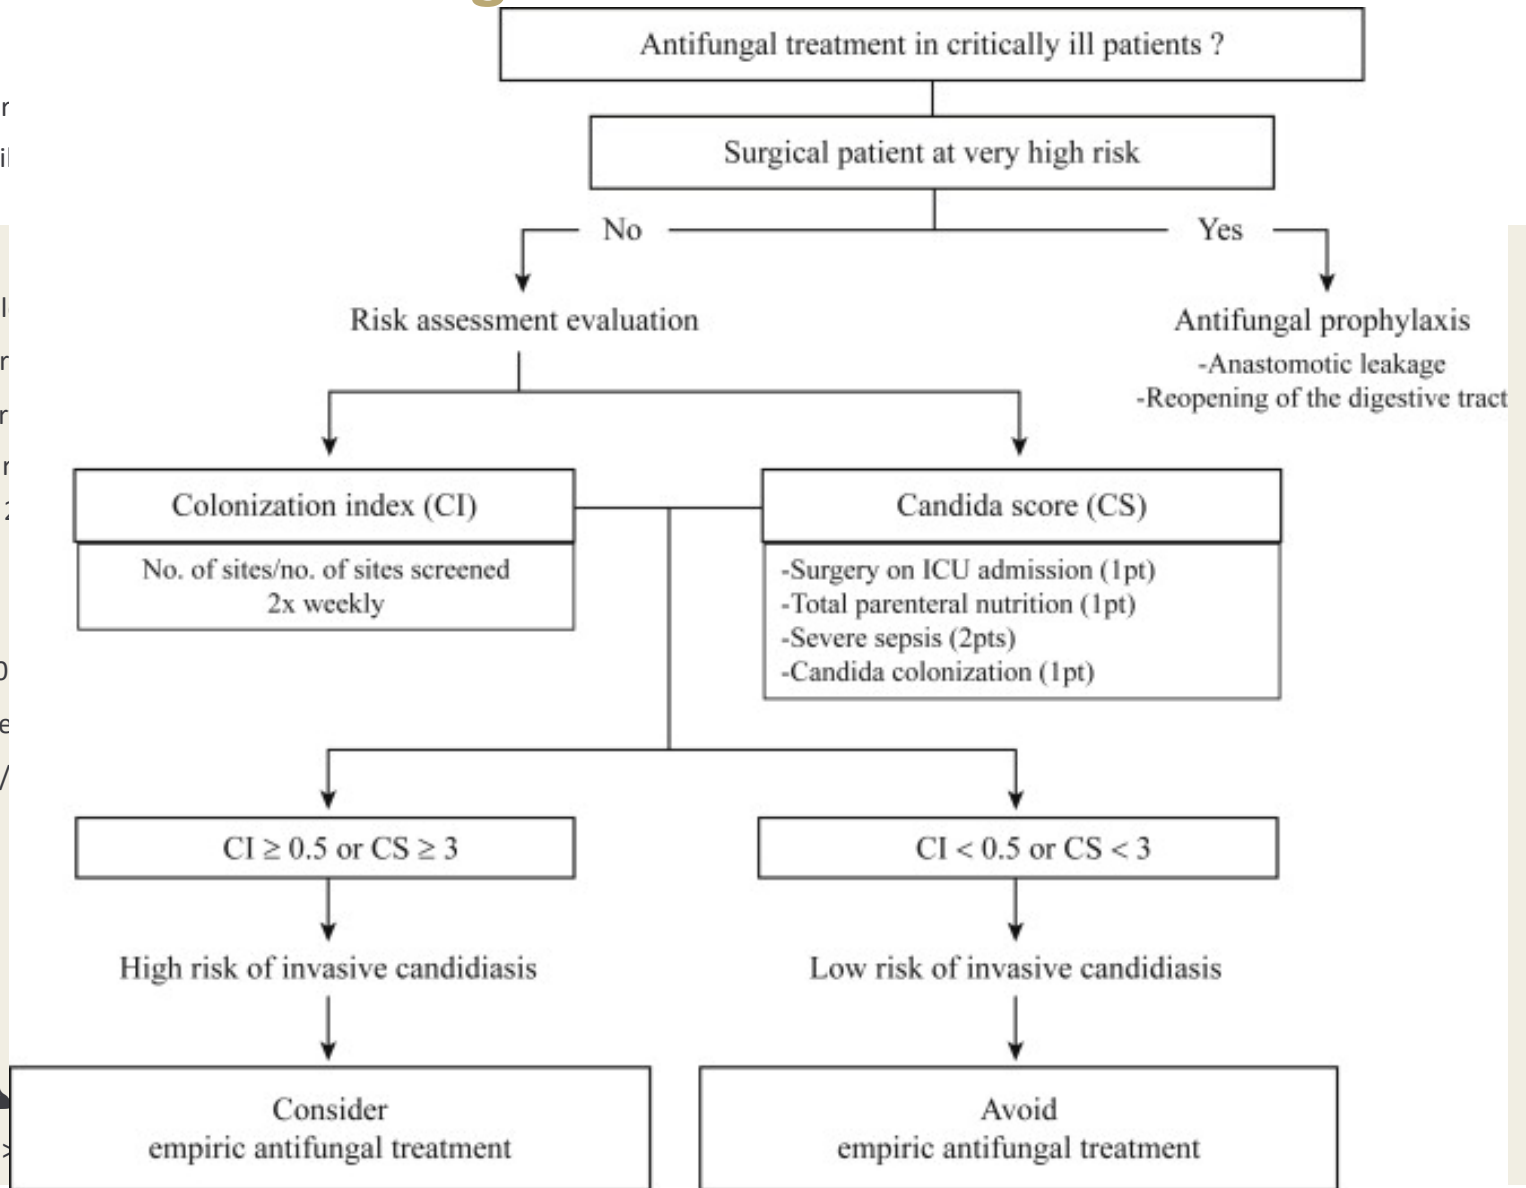 Antifungal treatment in critically ill patients ?
Surgical patient at very high risk
No
Yes
Risk assessment evaluation
Antifungal prophylaxis
-Anastomotic leakage
-Reopening of the digestive tract
Colonization index (CI)
No. of sites/no. of sites screened
2x weekly
Candida score (CS)
-Surgery on ICU admission (1pt)
-Total parenteral nutrition (1pt)
-Severe sepsis (2pts)
-Candida colonization (1pt)
CI ≥ 0.5 or CS ≥ 3
CI < 0.5 or CS < 3
High risk of invasive candidiasis
Low risk of invasive candidiasis
Consider
empiric antifungal treatment
Avoid
empiric antifungal treatment